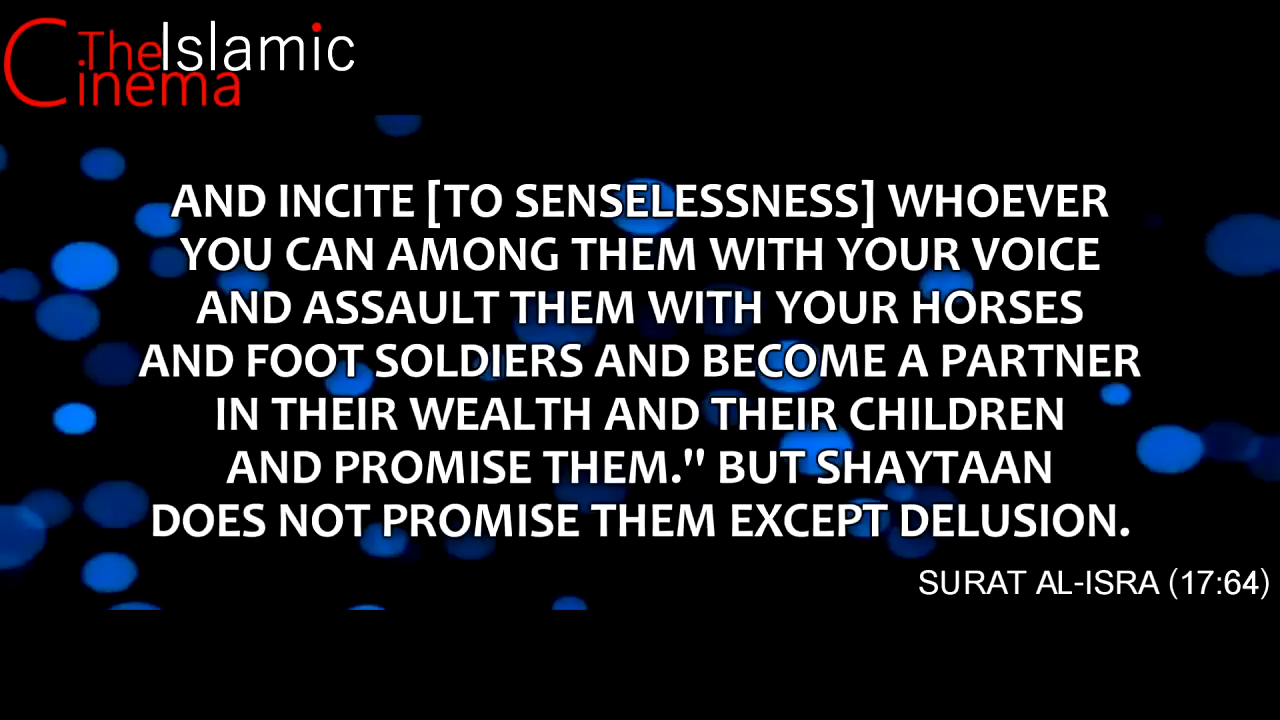 The Islamic
Cinema
AND INCITE [TO SENSELESSNESS] WHOEVER
YOU CAN AMONG THEM WITH YOUR VOICE
AND ASSAULT THEM WITH YOUR HORSES
AND FOOT SOLDIERS AND BECOME A PARTNER
IN THEIR WEALTH AND THEIR CHILDREN
AND PROMISE THEM." BUT SHAYTAAN
DOES NOT PROMISE THEM EXCEPT DELUSION.
SURAT AL-ISRA (17:64)